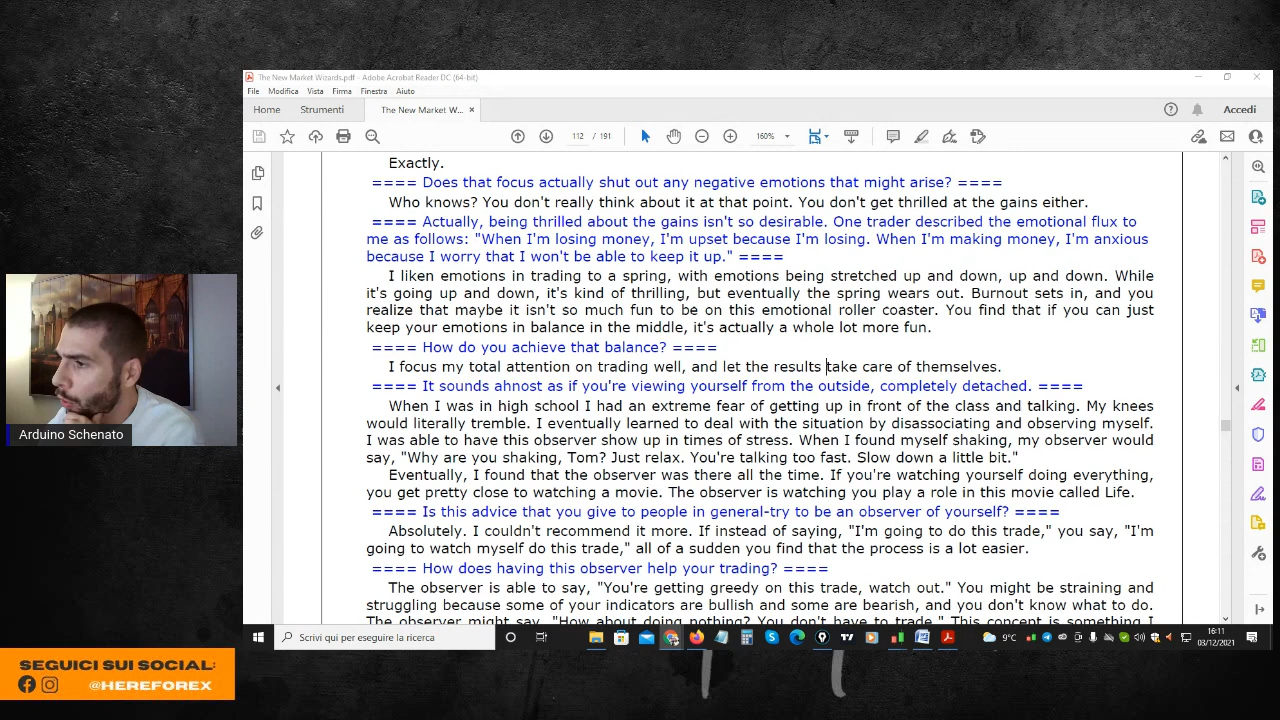 The New Market Wizards.pdf - Adobe Acrobat Reader DC (64-bit)
File Modifica Vista Firma Finestra Aiuto
Home Strumenti The New Market W... × Accedi
112 / 191 160%
Exactly.
==== Does that focus actually shut out any negative emotions that might arise? ====
Who knows? You don't really think about it at that point. You don't get thrilled at the gains either.
==== Actually, being thrilled about the gains isn't so desirable. One trader described the emotional flux to
me as follows: "When I'm losing money, I'm upset because I'm losing. When I'm making money, I'm anxious
because I worry that I won't be able to keep it up." ====
I liken emotions in trading to a spring, with emotions being stretched up and down, up and down. While
it's going up and down, it's kind of thrilling, but eventually the spring wears out. Burnout sets in, and you
realize that maybe it isn't so much fun to be on this emotional roller coaster. You find that if you can just
keep your emotions in balance in the middle, it's actually a whole lot more fun.
==== How do you achieve that balance? ====
I focus my total attention on trading well, and let the results take care of themselves.
==== It sounds ahnost as if you're viewing yourself from the outside, completely detached. ====
When I was in high school I had an extreme fear of getting up in front of the class and talking. My knees
would literally tremble. I eventually learned to deal with the situation by disassociating and observing myself.
I was able to have this observer show up in times of stress. When I found myself shaking, my observer would
say, "Why are you shaking, Tom? Just relax. You're talking too fast. Slow down a little bit."
Eventually, I found that the observer was there all the time. If you're watching yourself doing everything,
you get pretty close to watching a movie. The observer is watching you play a role in this movie called Life.
==== Is this advice that you give to people in general-try to be an observer of yourself? ====
Absolutely. I couldn't recommend it more. If instead of saying, "I'm going to do this trade," you say, "I'm
going to watch myself do this trade," all of a sudden you find that the process is a lot easier.
==== How does having this observer help your trading? ====
The observer is able to say, "You're getting greedy on this trade, watch out." You might be straining and
struggling because some of your indicators are bullish and some are bearish, and you don't know what to do.
The observer might say, "How about doing nothing? You don't have to trade." This concept is something I
Arduino Schenato
Scrivi qui per eseguire la ricerca
9°C
16:11
03/12/2021
SEGUICI SUI SOCIAL:
@HEREFOREX